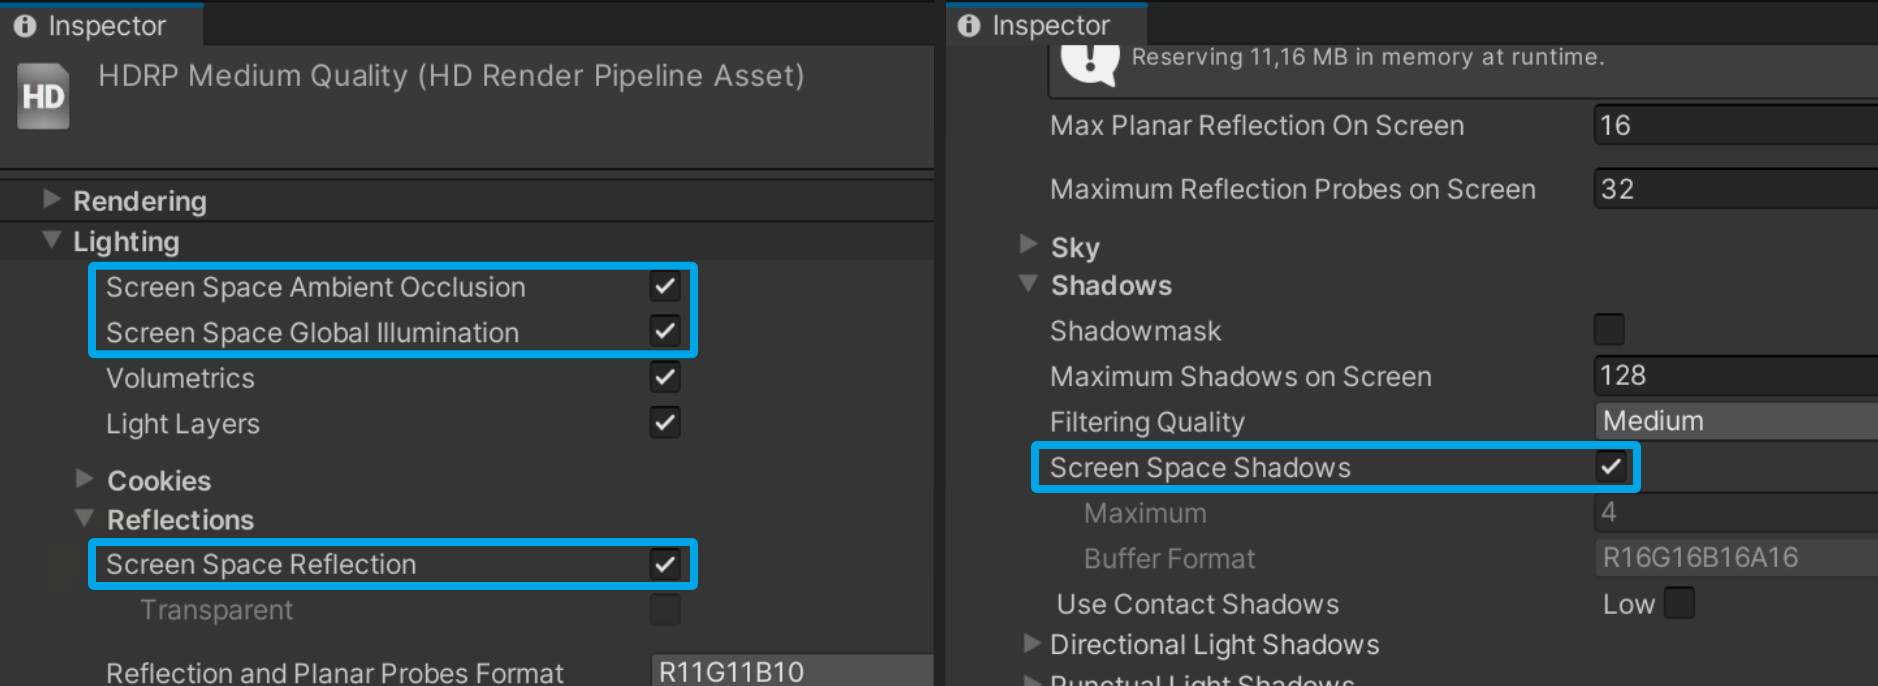 Inspector
HD
HDRP Medium Quality (HD Render Pipeline Asset)
Rendering
Lighting
Screen Space Ambient Occlusion
Screen Space Global Illumination
Volumetrics
Light Layers
Cookies
Reflections
Screen Space Reflection
Transparent
Reflection and Planar Probes Format R11G11B10
Inspector
Reserving 11,16 MB in memory at runtime.
Max Planar Reflection On Screen 16
Maximum Reflection Probes on Screen 32
Sky
Shadows
Shadowmask
Maximum Shadows on Screen 128
Filtering Quality Medium
Screen Space Shadows
Maximum 4
Buffer Format R16G16B16A16
Use Contact Shadows Low
Directional Light Shadows
Punctual Light Shadows